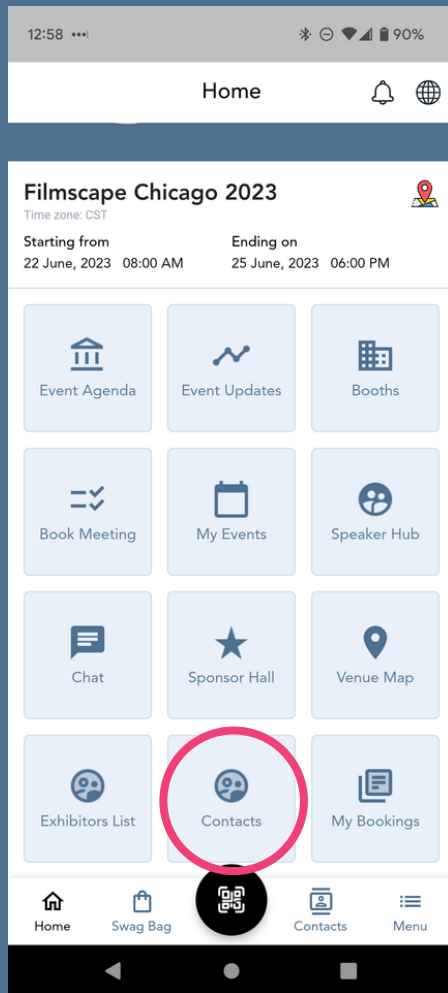 12:58
90%
Home
Filmscape Chicago 2023
Time zone: CST
Starting from Ending on
22 June, 2023 08:00 AM 25 June, 2023 06:00 PM
Event Agenda Event Updates Booths
Book Meeting My Events Speaker Hub
Chat Sponsor Hall Venue Map
Exhibitors List Contacts My Bookings
Home Swag Bag Contacts Menu